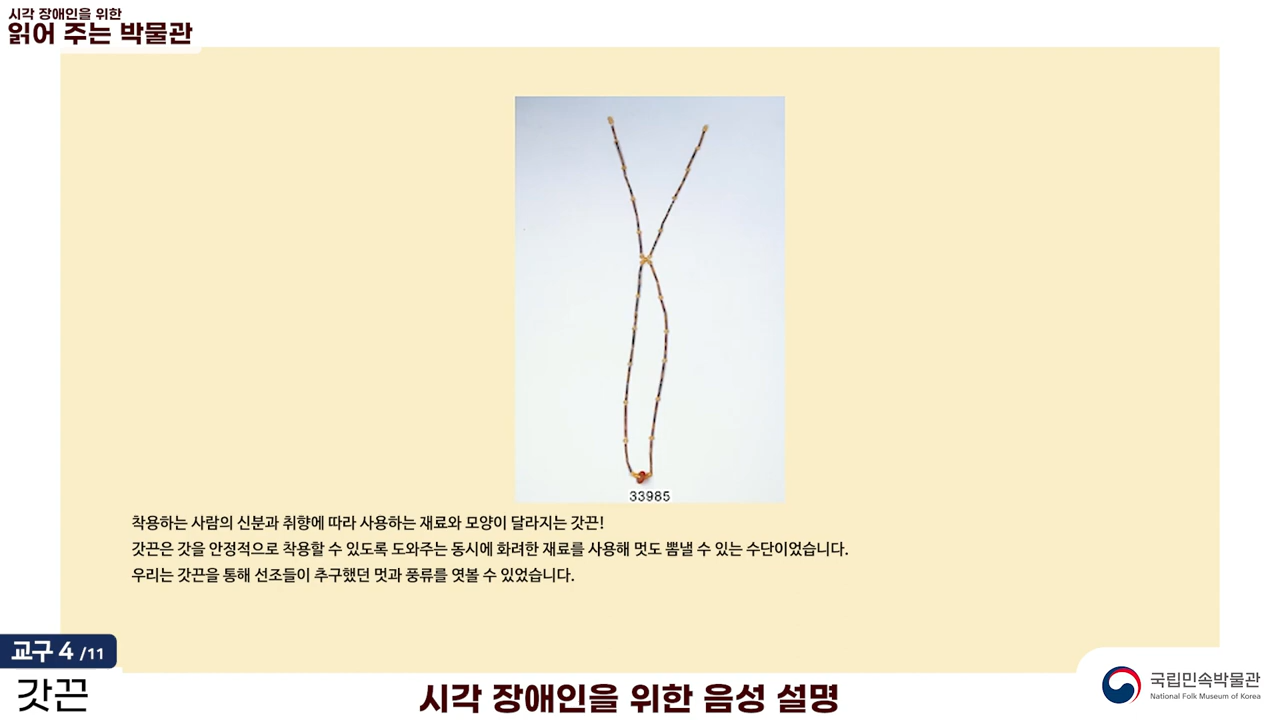 시각 장애인을 위한
읽어 주는 박물관
33985
착용하는 사람의 신분과 취향에 따라 사용하는 재료와 모양이 달라지는 갓끈!
갓끈은 갓을 안정적으로 착용할 수 있도록 도와주는 동시에 화려한 재료를 사용해 멋도 뽐낼 수 있는 수단이었습니다.
우리는 갓끈을 통해 선조들이 추구했던 멋과 풍류를 엿볼 수 있었습니다.
교구 4 /11
갓끈
시각 장애인을 위한 음성 설명
국립민속박물관
National Folk Museum of Korea